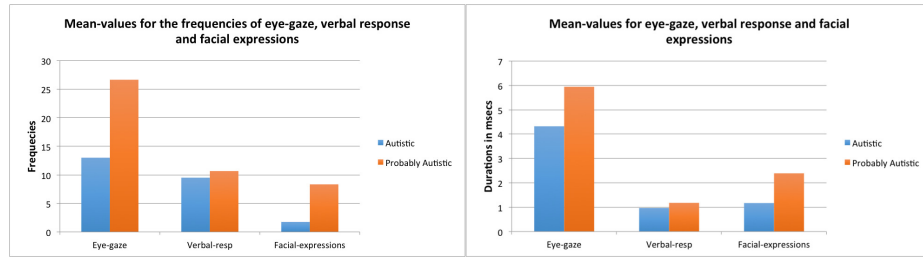 Mean-values for the frequencies of eye-gaze, verbal response
and facial expressions
30
25
20
15
10
5
0
Frequecies
Eye-gaze
Verbal-resp
Facial-expressions
Autistic
Probably Autistic
Mean-values for eye-gaze, verbal response and facial
expressions
7
6
5
4
3
2
1
0
Durations in msecs
Eye-gaze
Verbal-resp
Facial-expressions
Autistic
Probably Autistic